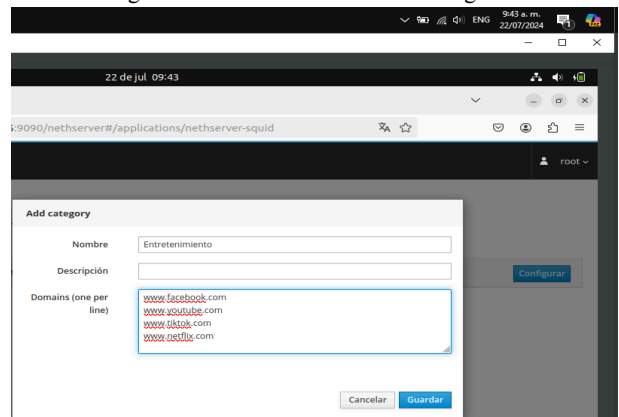 ENG
9:43 a. m.
22/07/2024
22 de jul 09:43
:9090/nethserver#/applications/nethserver-squid
root
Add category
Nombre
Entretenimiento
Descripción
Configurar
Domains (one per
line)
www.facebook.com
www.youtube.com
www.tiktok.com
www.netflix.com
Cancelar
Guardar